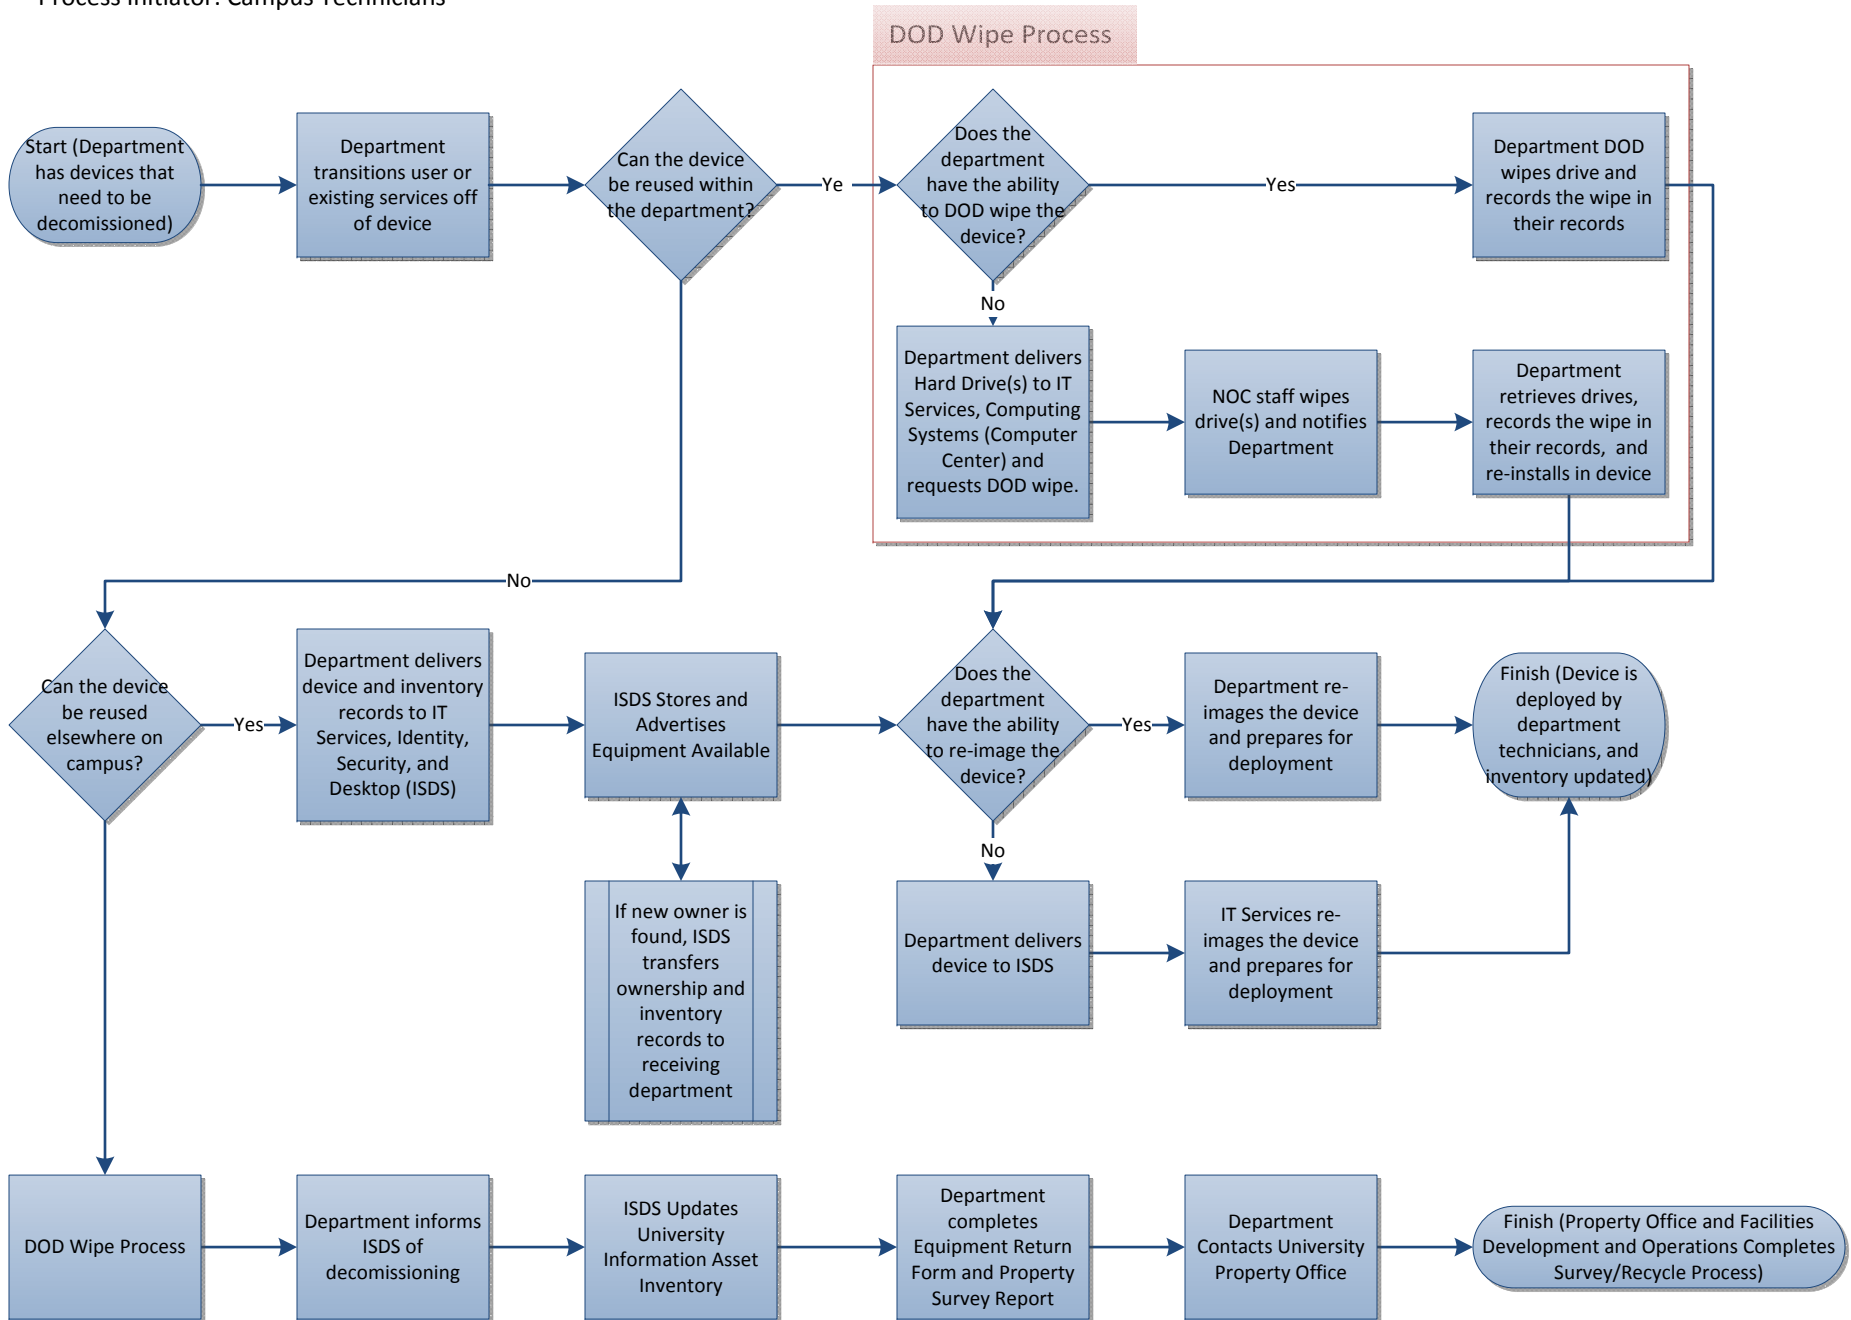 Process Initiator: Campus Technicians
DOD Wipe Process
Start (Department
has devices that
need to be
decomissioned)
Department
transitions user or
existing services off
of device
Can the device
be reused within
the department?
Ye
Does the
department
have the ability
to DOD wipe the
device?
Yes
Department DOD
wipes drive and
records the wipe in
their records
No
Department delivers
Hard Drive(s) to IT
Services, Computing
Systems (Computer
Center) and
requests DOD wipe.
NOC staff wipes
drive(s) and notifies
Department
Department
retrieves drives,
records the wipe in
their records,  and
re-installs in device
No
Can the device
be reused
elsewhere on
campus?
Yes
Department delivers
device and inventory
records to IT
Services, Identity,
Security, and
Desktop (ISDS)
ISDS Stores and
Advertises
Equipment Available
Does the
department
have the ability
to re-image the
device?
Yes
Department re-
images the device
and prepares for
deployment
Finish (Device is
deployed by
department
technicians, and
inventory updated)
No
If new owner is
found, ISDS
transfers
ownership and
inventory
records to
receiving
department
Department delivers
device to ISDS
IT Services re-
images the device
and prepares for
deployment
DOD Wipe Process
Department informs
ISDS of
decomissioning
ISDS Updates
University
Information Asset
Inventory
Department
completes
Equipment Return
Form and Property
Survey Report
Department
Contacts University
Property Office
Finish (Property Office and Facilities
Development and Operations Completes
Survey/Recycle Process)